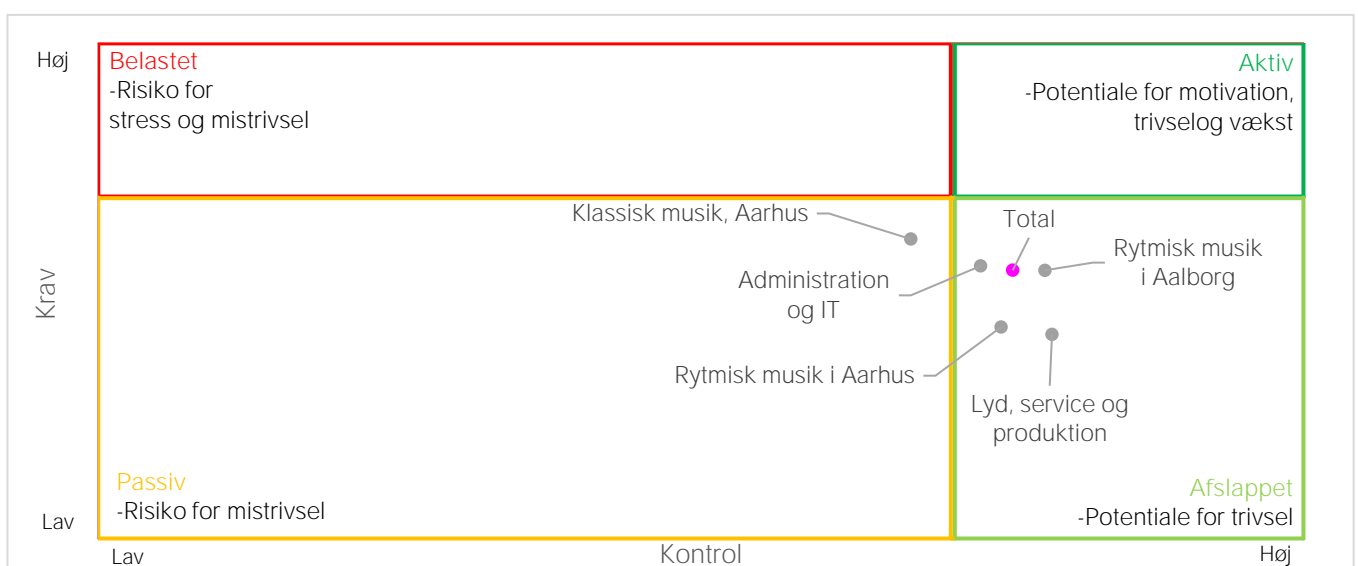 Høj
Belastet
-Risiko for
stress og mistrivsel
Aktiv
-Potentiale for motivation,
trivselog vækst
Klassisk musik, Aarhus
Total
Rytmisk musik
i Aalborg
Administration
og IT
Krav
Rytmisk musik i Aarhus
Lyd, service og
produktion
Passiv
-Risiko for mistrivsel
Afslappet
-Potentiale for trivsel
Lav
Lav
Kontrol
Høj